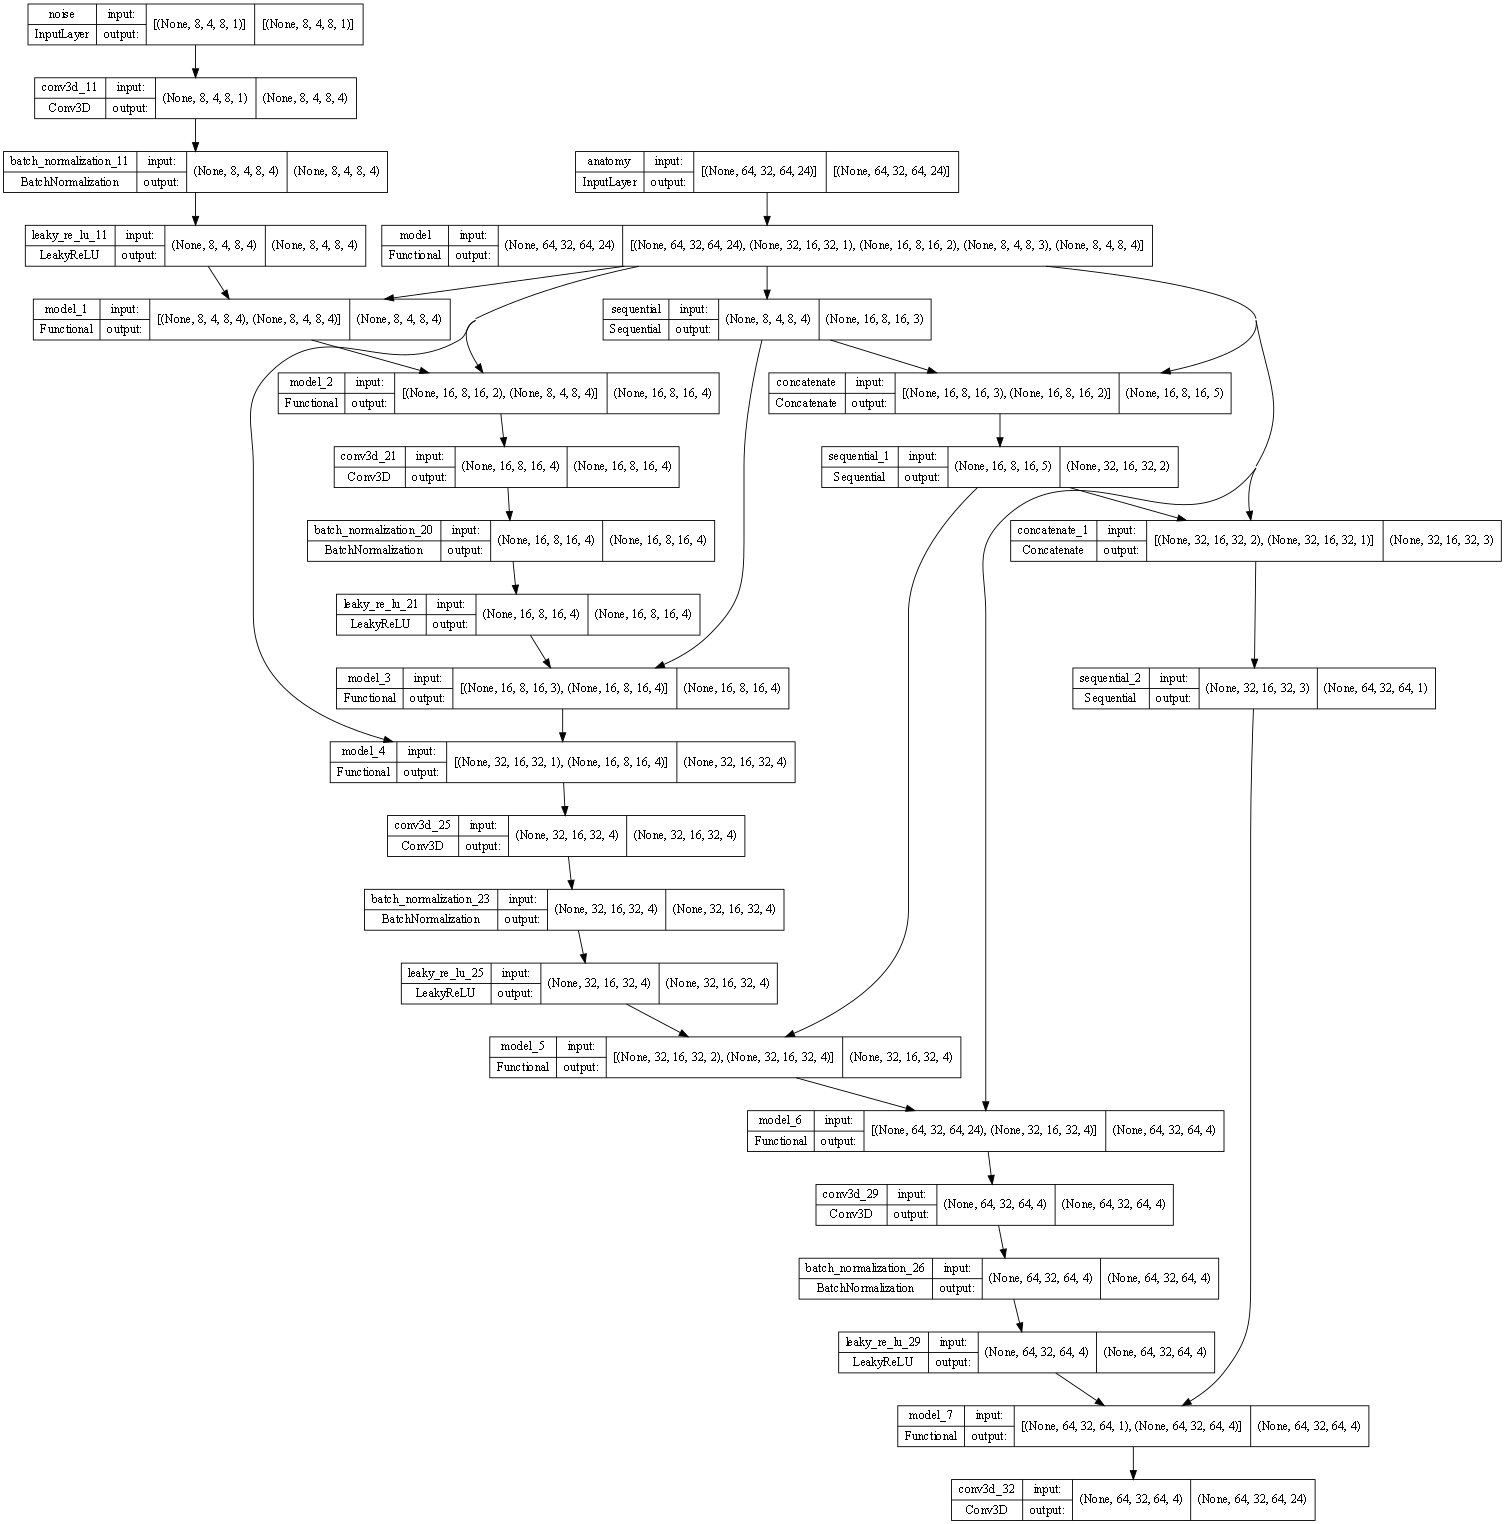 noise input: [(None, 8, 4, 8, 1)] [(None, 8, 4, 8, 1)]
InputLayer output:
conv3d_11 input: (None, 8, 4, 8, 1) (None, 8, 4, 8, 4)
Conv3D output:
batch_normalization_11 input: (None, 8, 4, 8, 4) (None, 8, 4, 8, 4)
BatchNormalization output:
anatomy input: [(None, 64, 32, 64, 24)] [(None, 64, 32, 64, 24)]
InputLayer output:
leaky_re_lu_11 input: (None, 8, 4, 8, 4) (None, 8, 4, 8, 4)
LeakyReLU output:
model input: (None, 64, 32, 64, 24) [(None, 64, 32, 64, 24), (None, 32, 16, 32, 1), (None, 16, 8, 16, 2), (None, 8, 4, 8, 3), (None, 8, 4, 8, 4)]
Functional output:
model_1 input: [(None, 8, 4, 8, 4), (None, 8, 4, 8, 4)] (None, 8, 4, 8, 4)
Functional output:
sequential input: (None, 8, 4, 8, 4) (None, 16, 8, 16, 3)
Sequential output:
model_2 input: [(None, 16, 8, 16, 2), (None, 8, 4, 8, 4)] (None, 16, 8, 16, 4)
Functional output:
concatenate input: [(None, 16, 8, 16, 3), (None, 16, 8, 16, 2)] (None, 16, 8, 16, 5)
Concatenate output:
conv3d_21 input: (None, 16, 8, 16, 4) (None, 16, 8, 16, 4)
Conv3D output:
sequential_1 input: (None, 16, 8, 16, 5) (None, 32, 16, 32, 2)
Sequential output:
batch_normalization_20 input: (None, 16, 8, 16, 4) (None, 16, 8, 16, 4)
BatchNormalization output:
concatenate_1 input: [(None, 32, 16, 32, 2), (None, 32, 16, 32, 1)] (None, 32, 16, 32, 3)
Concatenate output:
leaky_re_lu_21 input: (None, 16, 8, 16, 4) (None, 16, 8, 16, 4)
LeakyReLU output:
model_3 input: [(None, 16, 8, 16, 3), (None, 16, 8, 16, 4)] (None, 16, 8, 16, 4)
Functional output:
sequential_2 input: (None, 32, 16, 32, 3) (None, 64, 32, 64, 1)
Sequential output:
model_4 input: [(None, 32, 16, 32, 1), (None, 16, 8, 16, 4)] (None, 32, 16, 32, 4)
Functional output:
conv3d_25 input: (None, 32, 16, 32, 4) (None, 32, 16, 32, 4)
Conv3D output:
batch_normalization_23 input: (None, 32, 16, 32, 4) (None, 32, 16, 32, 4)
BatchNormalization output:
leaky_re_lu_25 input: (None, 32, 16, 32, 4) (None, 32, 16, 32, 4)
LeakyReLU output:
model_5 input: [(None, 32, 16, 32, 2), (None, 32, 16, 32, 4)] (None, 32, 16, 32, 4)
Functional output:
model_6 input: [(None, 64, 32, 64, 24), (None, 32, 16, 32, 4)] (None, 64, 32, 64, 4)
Functional output:
conv3d_29 input: (None, 64, 32, 64, 4) (None, 64, 32, 64, 4)
Conv3D output:
batch_normalization_26 input: (None, 64, 32, 64, 4) (None, 64, 32, 64, 4)
BatchNormalization output:
leaky_re_lu_29 input: (None, 64, 32, 64, 4) (None, 64, 32, 64, 4)
LeakyReLU output:
model_7 input: [(None, 64, 32, 64, 1), (None, 64, 32, 64, 4)] (None, 64, 32, 64, 4)
Functional output:
conv3d_32 input: (None, 64, 32, 64, 4) (None, 64, 32, 64, 24)
Conv3D output: